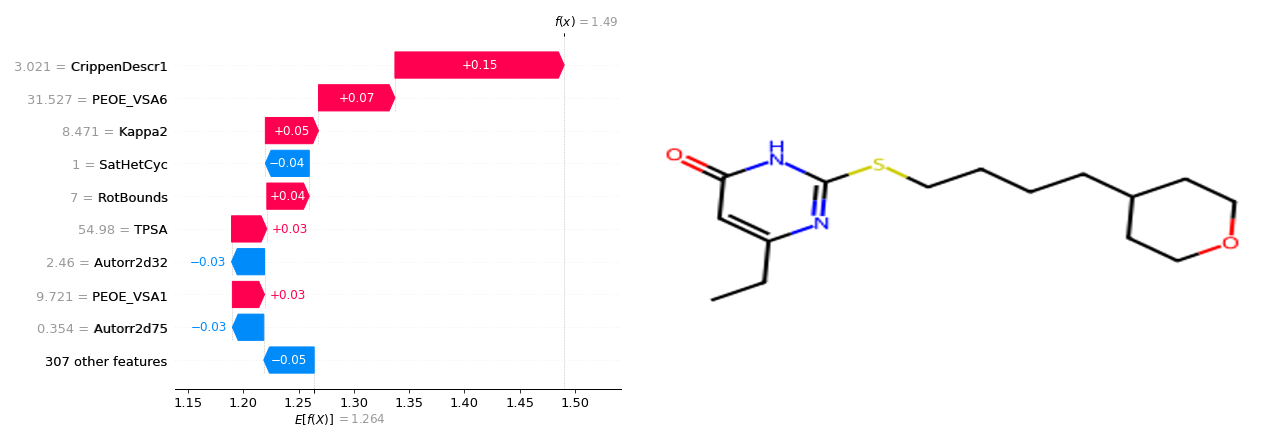 f(x) = 1.49
3.021 = CrippenDescr1 +0.15
31.527 = PEOE_VSA6 +0.07
8.471 = Kappa2 +0.05
1 = SatHetCyc −0.04
7 = RotBounds +0.04
54.98 = TPSA +0.03
2.46 = Autorr2d32 −0.03
9.721 = PEOE_VSA1 +0.03
0.354 = Autorr2d75 −0.03
307 other features −0.05
1.15 1.20 1.25 1.30 1.35 1.40 1.45 1.50
E[f(X)] = 1.264
H
O N S
N
O